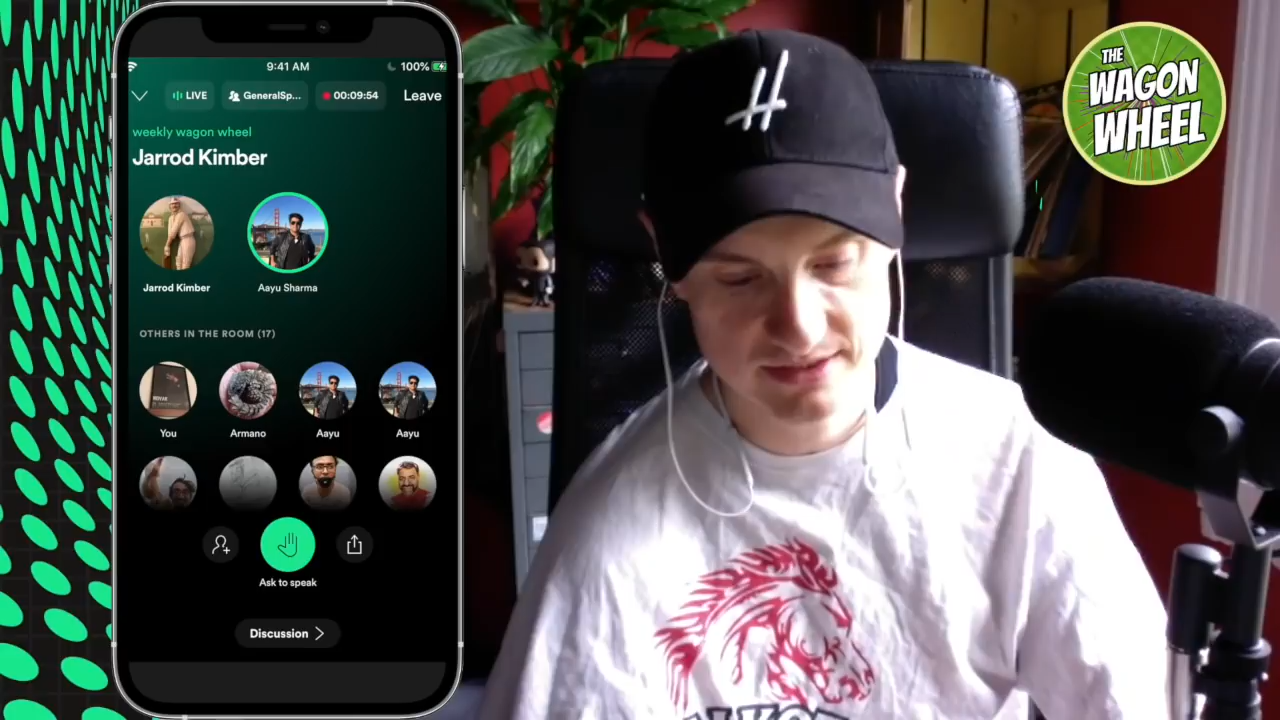 9:41 AM
100%
LIVE
GeneralSp...
00:09:54
Leave
weekly wagon wheel
Jarrod Kimber
Jarrod Kimber
Aayu Sharma
OTHERS IN THE ROOM (17)
You
Armano
Aayu
Aayu
Ask to speak
Discussion
THE
WAGON
WHEEL
H